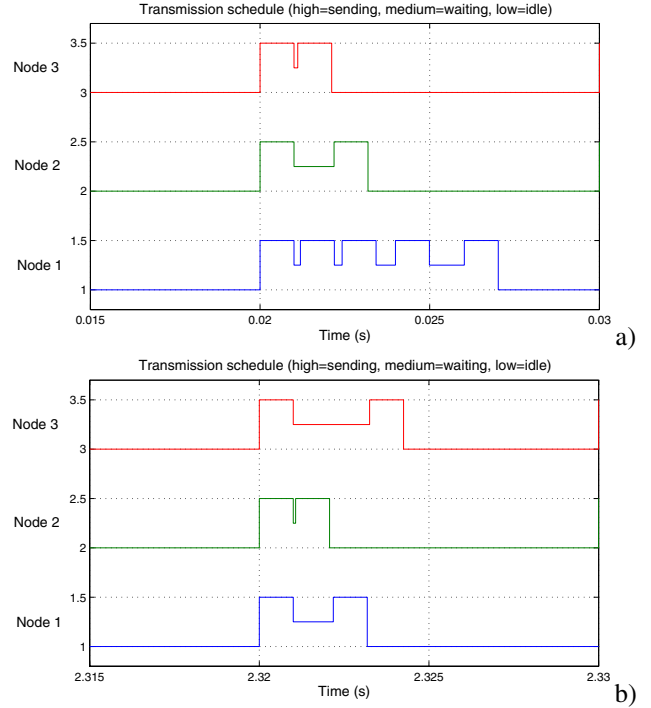 Transmission schedule (high=sending, medium=waiting, low=idle)
3.5
Node 3
3
2.5
Node 2
2
1.5
Node 1
1
0.015 0.02 0.025 0.03
Time (s)
a)
Transmission schedule (high=sending, medium=waiting, low=idle)
3.5
Node 3
3
2.5
Node 2
2
1.5
Node 1
1
2.315 2.32 2.325 2.33
Time (s)
b)